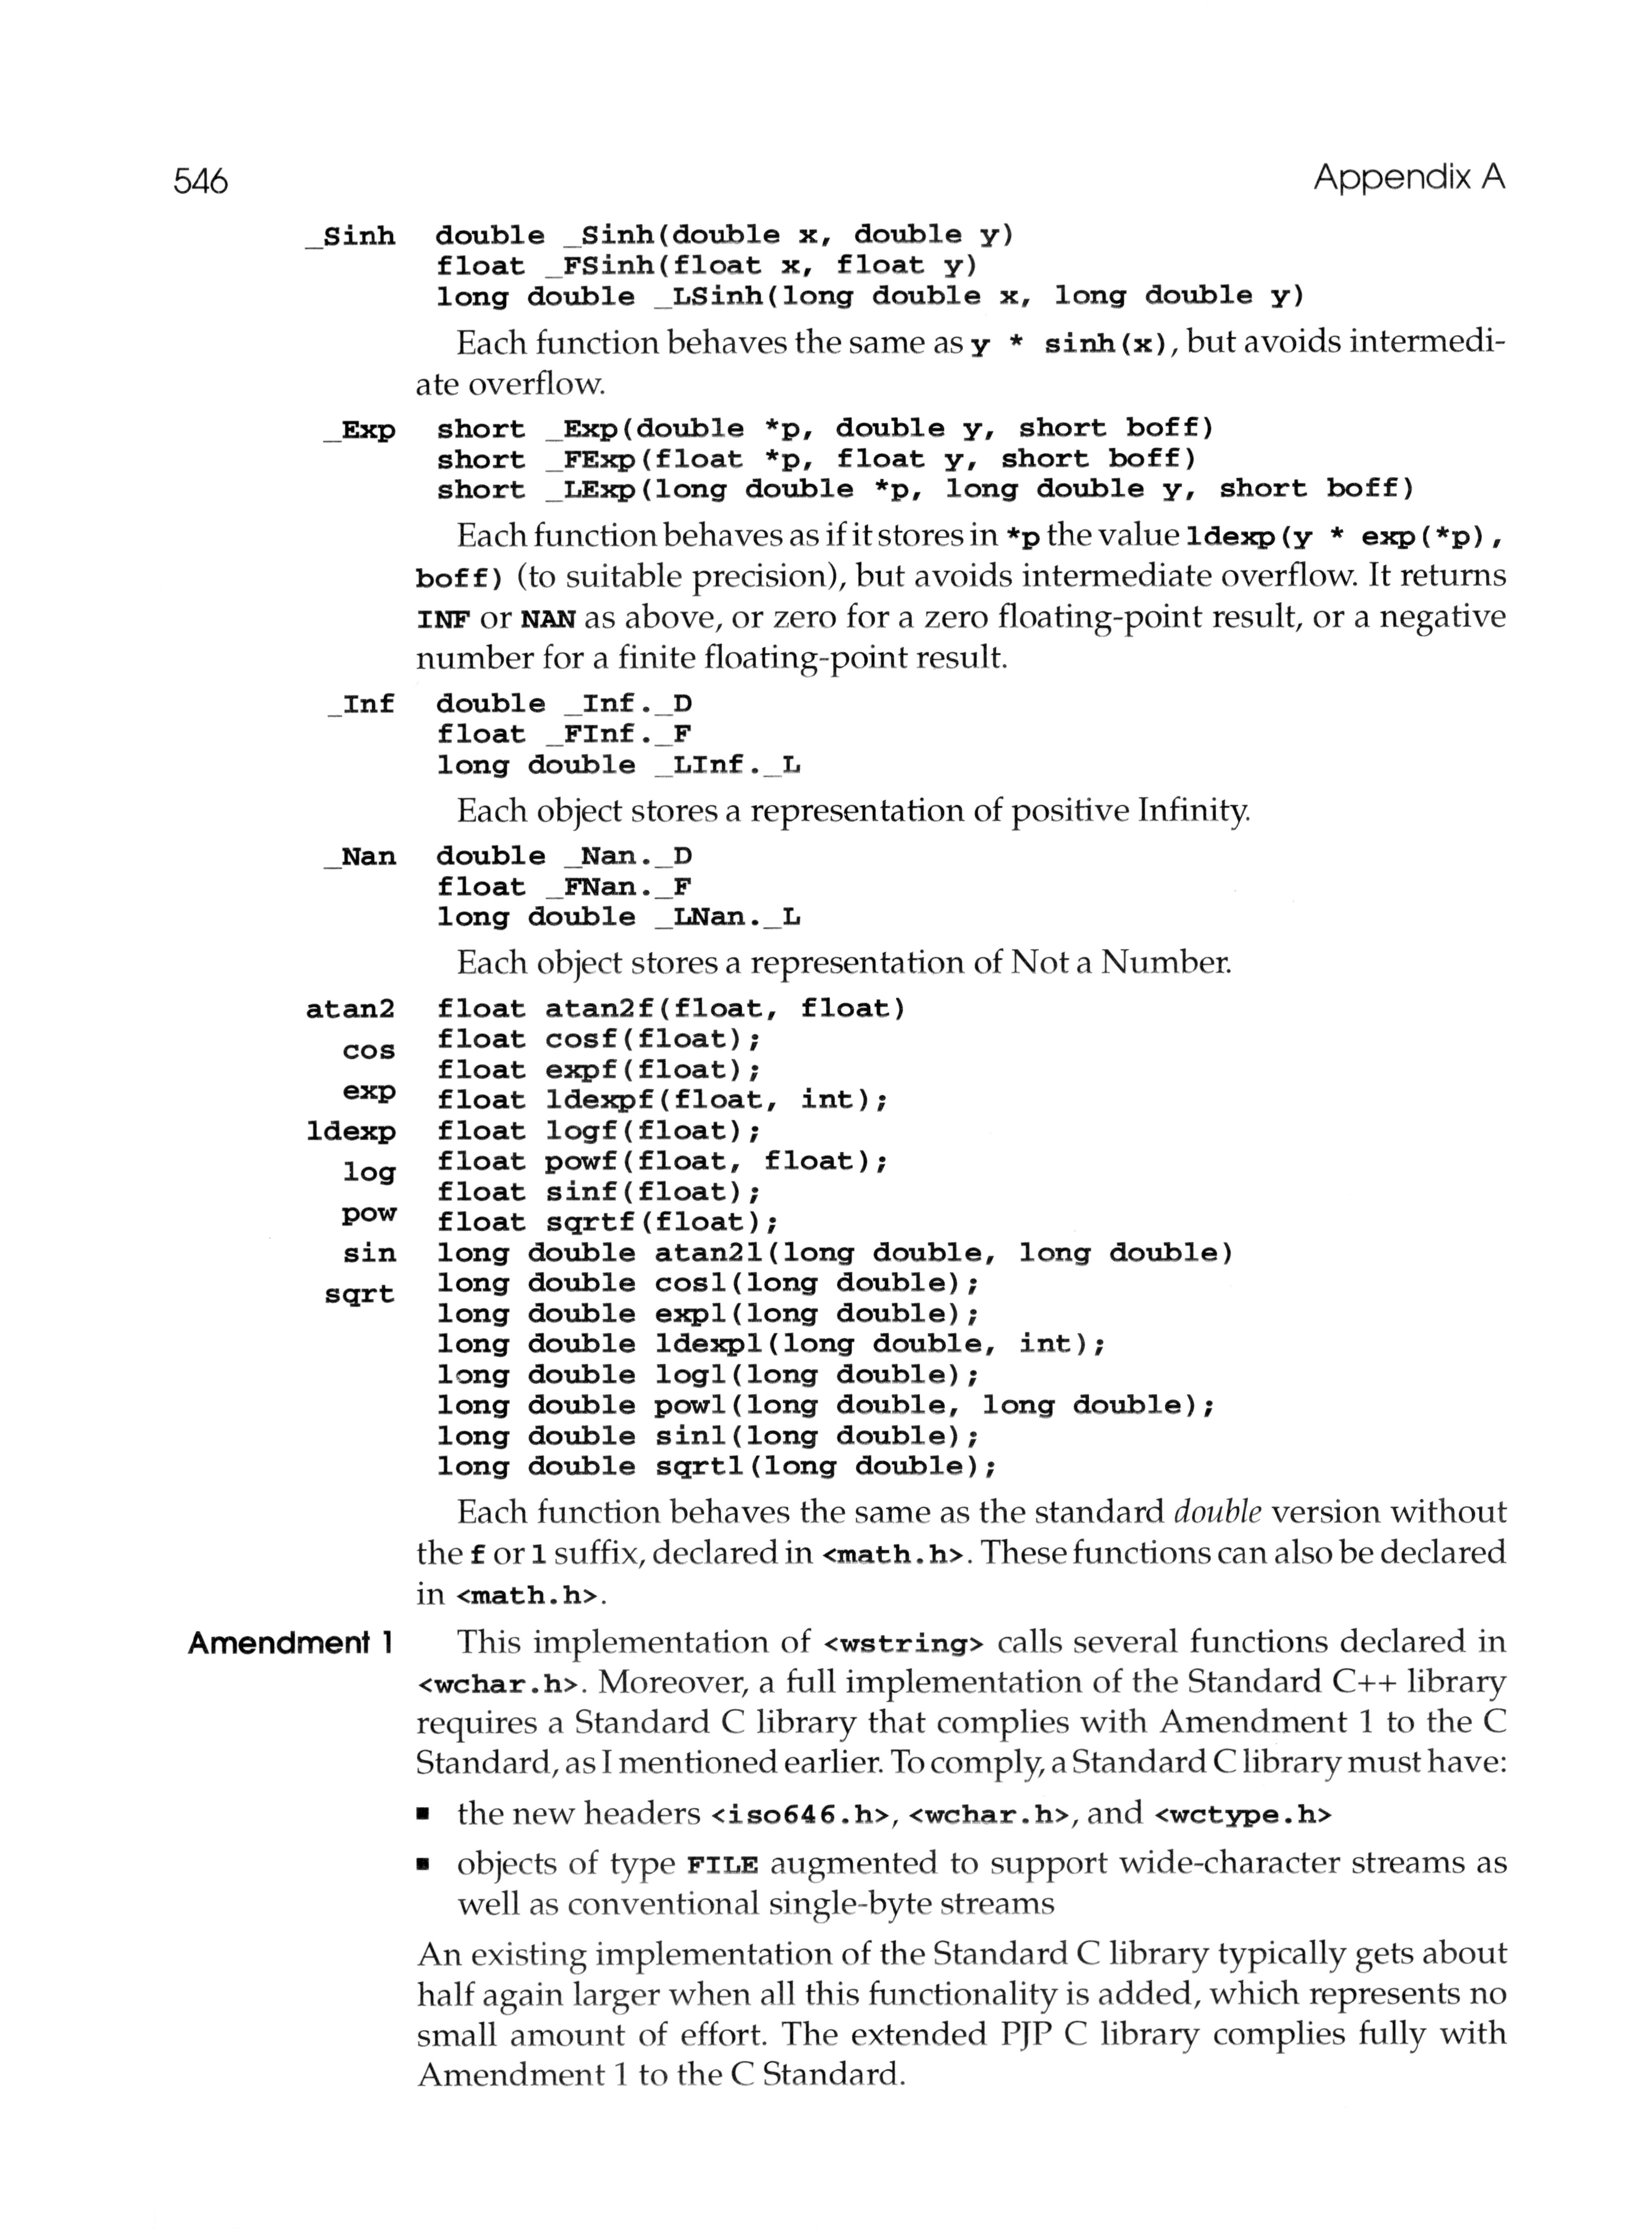 546 Appendix A
_Sinh double _Sinh(double x, double y)
float _FSinh(float x, float y)
long double _LSinh(long double x, long double y)
Each function behaves the same as y * sinh(x), but avoids intermedi-
ate overflow.
_Exp short _Exp(double *p, double y, short boff)
short _FExp(float *p, float y, short boff)
short _LExp(long double *p, long double y, short boff)
Each function behaves as if it stores in *p the value ldexp(y * exp(*p),
boff) (to suitable precision), but avoids intermediate overflow. It returns
INF or NAN as above, or zero for a zero floating-point result, or a negative
number for a finite floating-point result.
_Inf double _Inf._D
float _FInf._F
long double _LInf._L
Each object stores a representation of positive Infinity.
_Nan double _Nan._D
float _FNan._F
long double _LNan._L
Each object stores a representation of Not a Number.
atan2 float atan2f(float, float)
cos float cosf(float);
float expf(float);
exp float ldexpf(float, int);
ldexp float logf(float);
log float powf(float, float);
float sinf(float);
pow float sqrtf(float);
sin long double atan2l(long double, long double)
sqrt long double cosl(long double);
long double expl(long double);
long double ldexpl(long double, int);
long double logl(long double);
long double powl(long double, long double);
long double sinl(long double);
long double sqrtl(long double);
Each function behaves the same as the standard double version without
the f or l suffix, declared in <math.h>. These functions can also be declared
in <math.h>.
Amendment 1 This implementation of <wstring> calls several functions declared in
<wchar.h>. Moreover, a full implementation of the Standard C++ library
requires a Standard C library that complies with Amendment 1 to the C
Standard, as I mentioned earlier. To comply, a Standard C library must have:
■ the new headers <iso646.h>, <wchar.h>, and <wctype.h>
■ objects of type FILE augmented to support wide-character streams as
well as conventional single-byte streams
An existing implementation of the Standard C library typically gets about
half again larger when all this functionality is added, which represents no
small amount of effort. The extended PJP C library complies fully with
Amendment 1 to the C Standard.